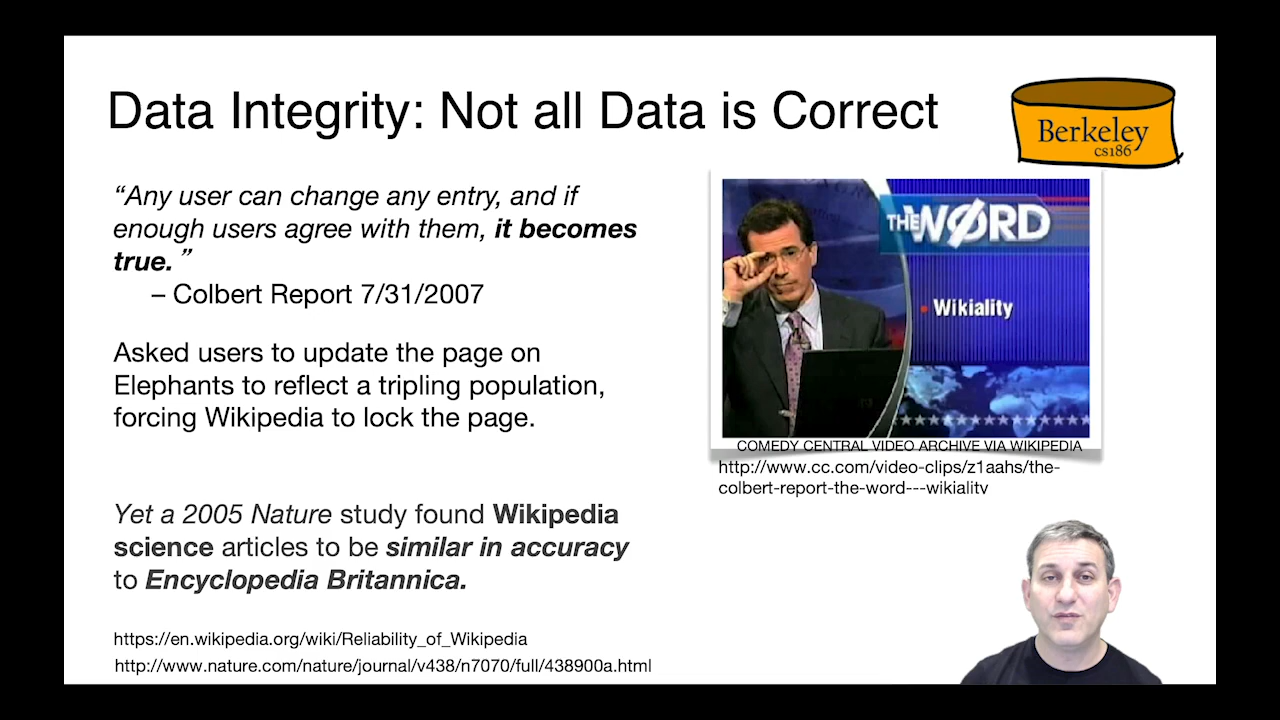 Data Integrity: Not all Data is Correct
Berkeley
cs186
“Any user can change any entry, and if
enough users agree with them, it becomes
true. ”
– Colbert Report 7/31/2007
Asked users to update the page on
Elephants to reflect a tripling population,
forcing Wikipedia to lock the page.
Yet a 2005 Nature study found Wikipedia
science articles to be similar in accuracy
to Encyclopedia Britannica.
https://en.wikipedia.org/wiki/Reliability_of_Wikipedia
http://www.nature.com/nature/journal/v438/n7070/full/438900a.html
THE WØRD
• Wikiality
COMEDY CENTRAL VIDEO ARCHIVE VIA WIKIPEDIA
http://www.cc.com/video-clips/z1aahs/the-
colbert-report-the-word---wikiality